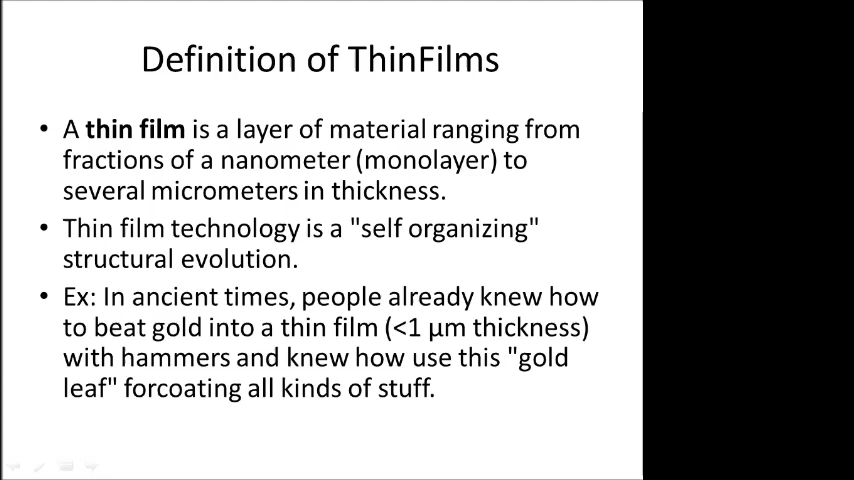 Definition of ThinFilms
• A thin film is a layer of material ranging from
fractions of a nanometer (monolayer) to
several micrometers in thickness.
• Thin film technology is a "self organizing"
structural evolution.
• Ex: In ancient times, people already knew how
to beat gold into a thin film (<1 μm thickness)
with hammers and knew how use this "gold
leaf" forcoating all kinds of stuff.